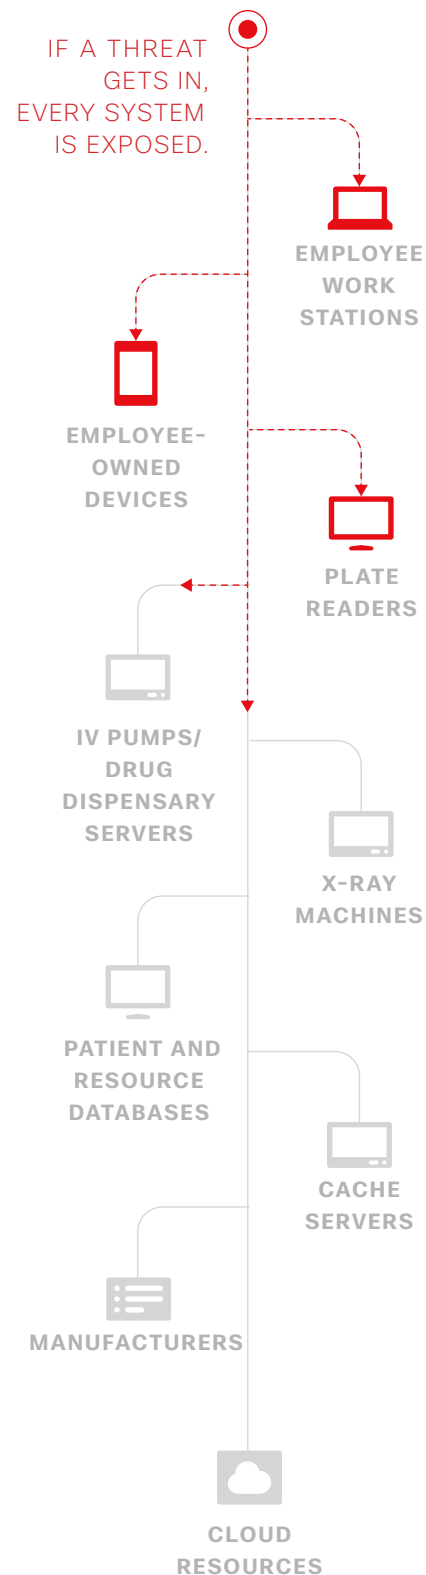 IF A THREAT
GETS IN,
EVERY SYSTEM
IS EXPOSED.
EMPLOYEE
WORK
STATIONS
EMPLOYEE-
OWNED
DEVICES
PLATE
READERS
IV PUMPS/
DRUG
DISPENSARY
SERVERS
X-RAY
MACHINES
PATIENT AND
RESOURCE
DATABASES
CACHE
SERVERS
MANUFACTURERS
CLOUD
RESOURCES